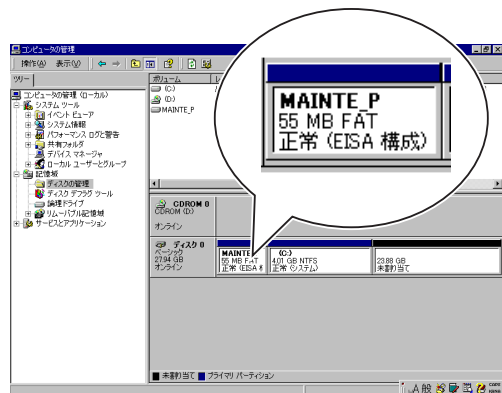 コンピュータの管理
操作(A) 表示(V)
ツリー
コンピュータの管理 (ローカル)
システム ツール
イベント ビューア
システム情報
パフォーマンス ログと警告
共有フォルダ
デバイス マネージャ
ローカル ユーザーとグループ
記憶域
ディスクの管理
ディスク デフラグ ツール
論理ドライブ
リムーバブル記憶域
サービスとアプリケーション
ボリューム
(C:)
(D:)
MAINTE_P
MAINTE_P
55 MB FAT
正常 (EISA 構成)
CDROM 0
CDROM (D:)
オンライン
ディスク 0
ベーシック
27.94 GB
オンライン
MAINTE
55 MB FAT
正常 (EISA 構
(C:)
4.01 GB NTFS
正常 (システム)
23.88 GB
未割り当て
未割り当て プライマリ パーティション
A 般
CAPS
KANA